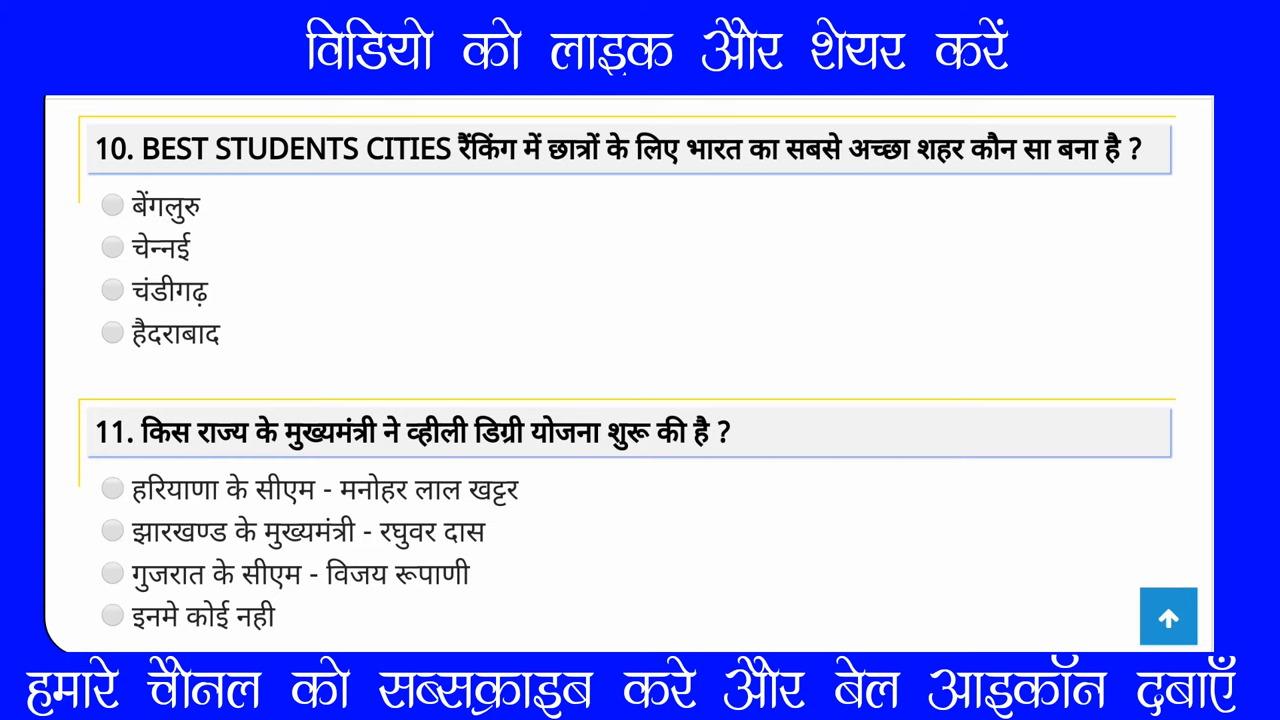 विडियो को लाइक और शेयर करें
10. BEST STUDENTS CITIES रैंकिंग में छात्रों के लिए भारत का सबसे अच्छा शहर कौन सा बना है ?
बेंगलुरु
चेन्नई
चंडीगढ़
हैदराबाद
11. किस राज्य के मुख्यमंत्री ने व्हीली डिग्री योजना शुरू की है ?
हरियाणा के सीएम - मनोहर लाल खट्टर
झारखण्ड के मुख्यमंत्री - रघुवर दास
गुजरात के सीएम - विजय रूपाणी
इनमे कोई नही
हमारे चैनल को सब्सक्राइब करे और बेल आइकॉन दबाएँ